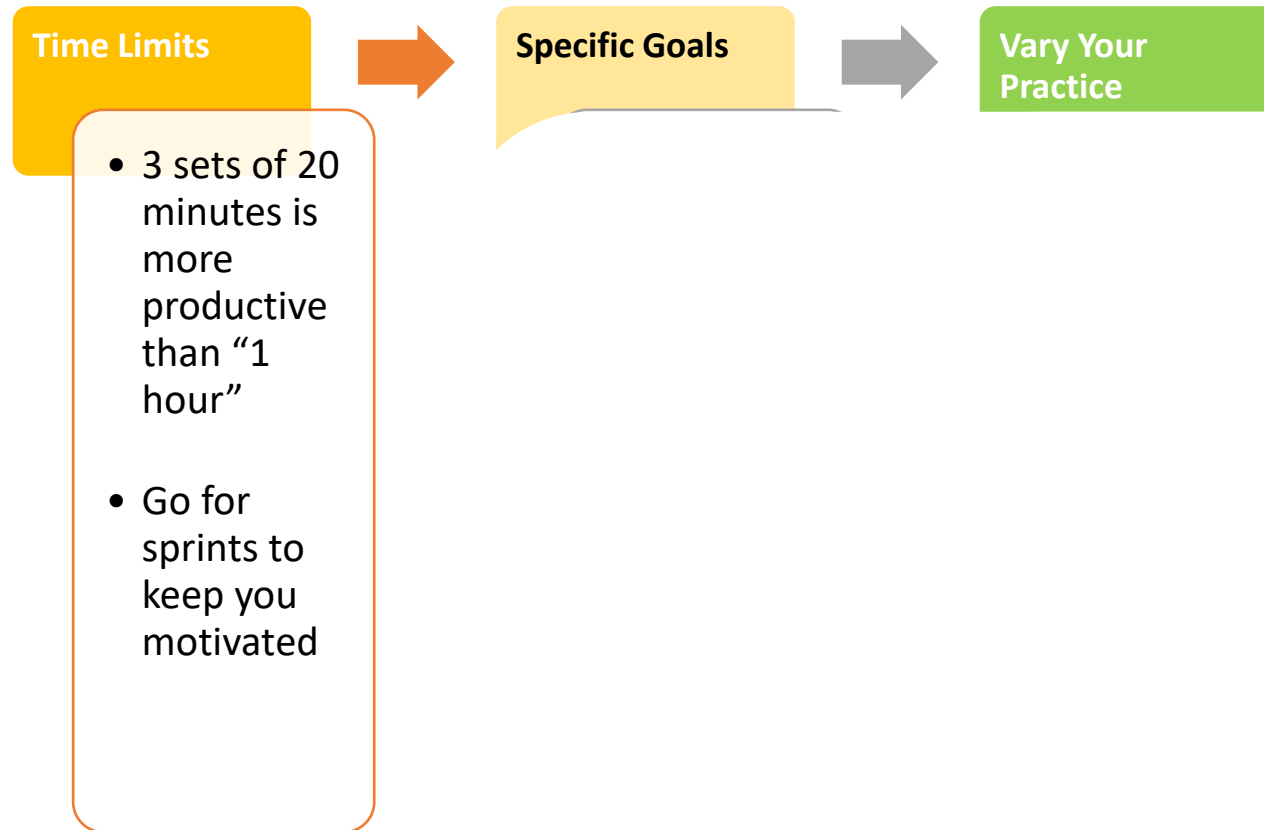 Time Limits
• 3 sets of 20
minutes is
more
productive
than “1
hour”
• Go for
sprints to
keep you
motivated
Specific Goals
Vary Your
Practice